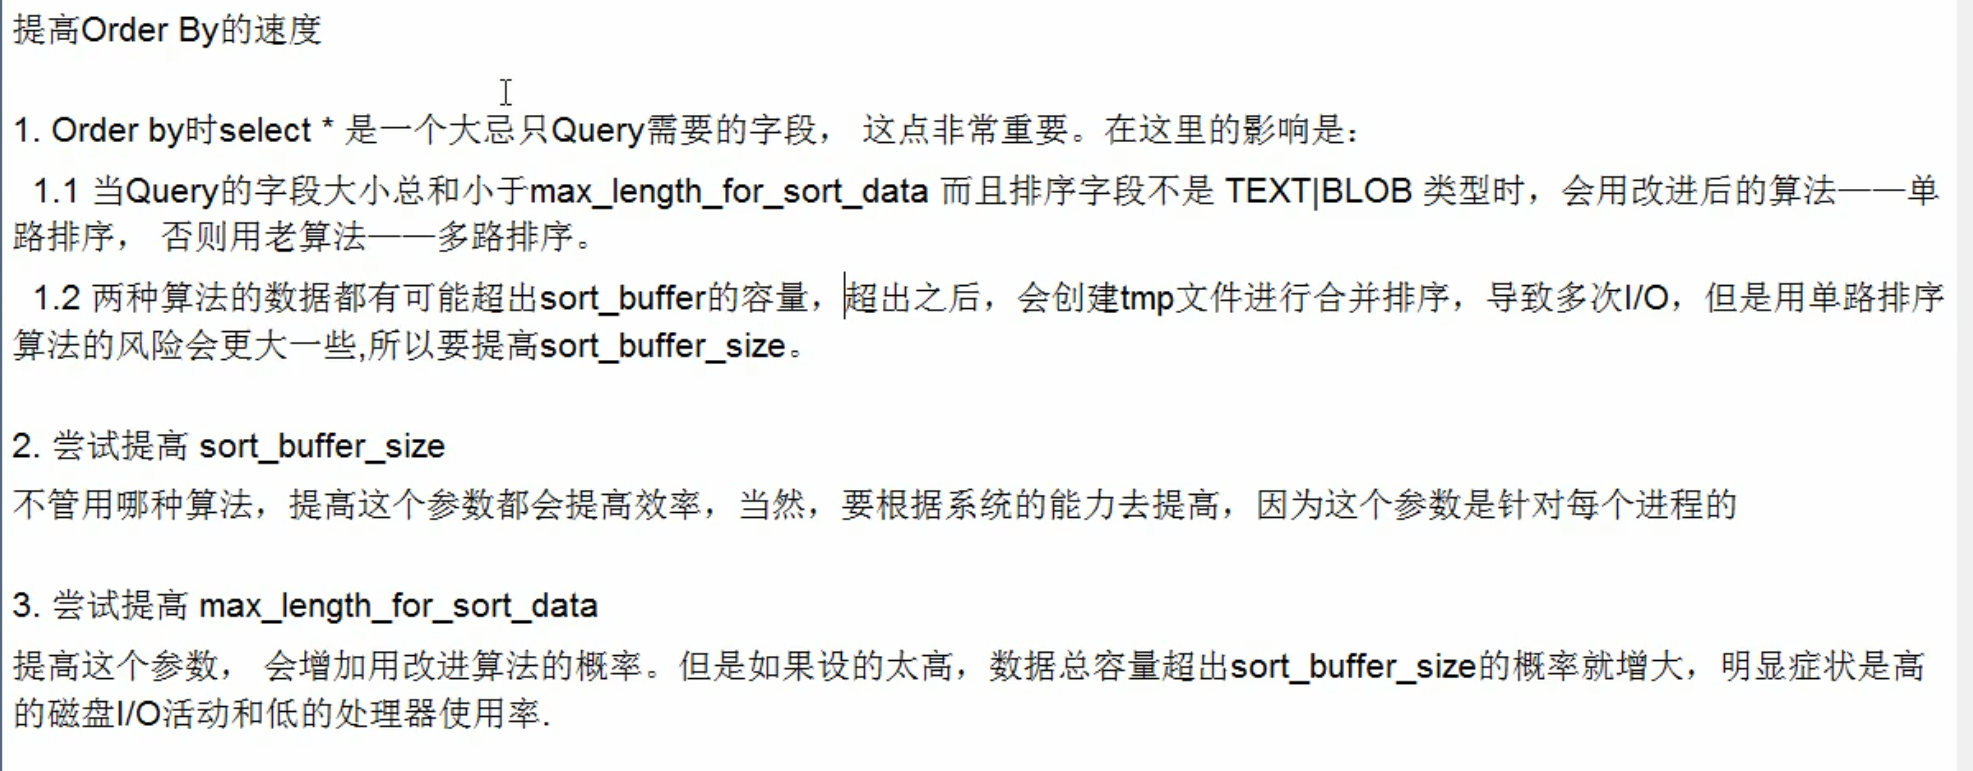 提高Order By的速度
1. Order by时select * 是一个大忌只Query需要的字段， 这点非常重要。在这里的影响是：
1.1 当Query的字段大小总和小于max_length_for_sort_data 而且排序字段不是 TEXT|BLOB 类型时，会用改进后的算法——单
路排序， 否则用老算法——多路排序。
1.2 两种算法的数据都有可能超出sort_buffer的容量，超出之后，会创建tmp文件进行合并排序，导致多次I/O，但是用单路排序
算法的风险会更大一些,所以要提高sort_buffer_size。
2. 尝试提高 sort_buffer_size
不管用哪种算法，提高这个参数都会提高效率，当然，要根据系统的能力去提高，因为这个参数是针对每个进程的
3. 尝试提高 max_length_for_sort_data
提高这个参数， 会增加用改进算法的概率。但是如果设的太高，数据总容量超出sort_buffer_size的概率就增大，明显症状是高
的磁盘I/O活动和低的处理器使用率.